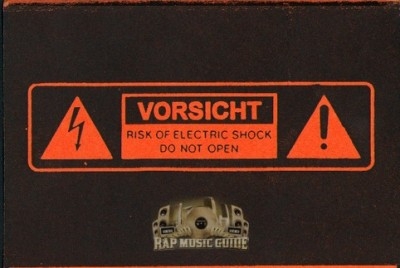 VORSICHT
RISK OF ELECTRIC SHOCK
DO NOT OPEN
RAP MUSIC GUIDE